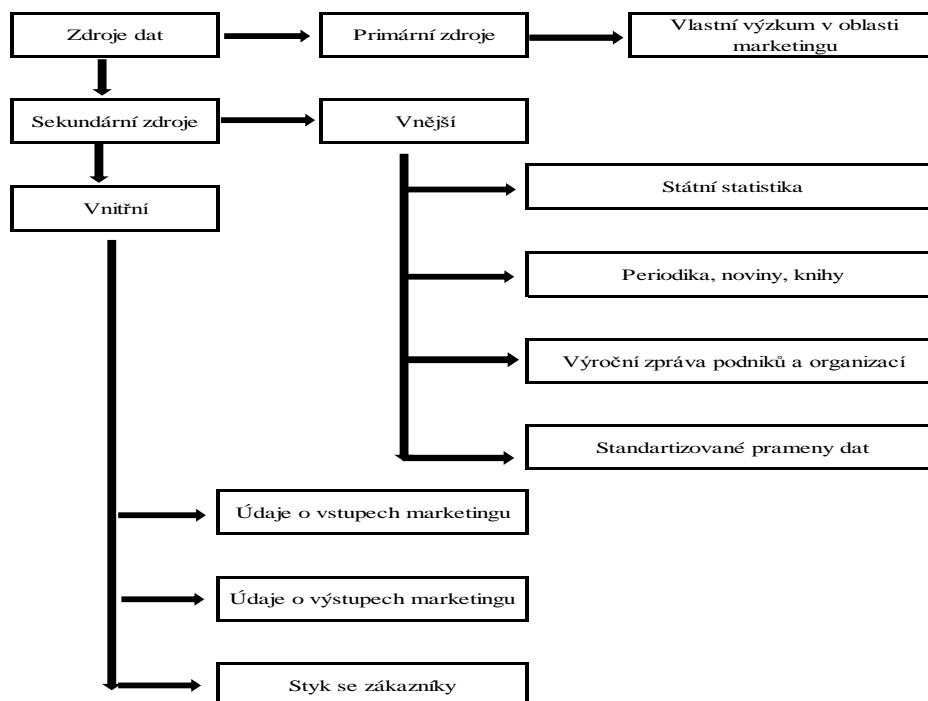 Zdroje dat
Primární zdroje
Vlastní výzkum v oblasti
marketingu
Sekundární zdroje
Vnější
Vnitřní
Státní statistika
Periodika, noviny, knihy
Výroční zpráva podniků a organizací
Standartizované prameny dat
Údaje o vstupech marketingu
Údaje o výstupech marketingu
Styk se zákazníky